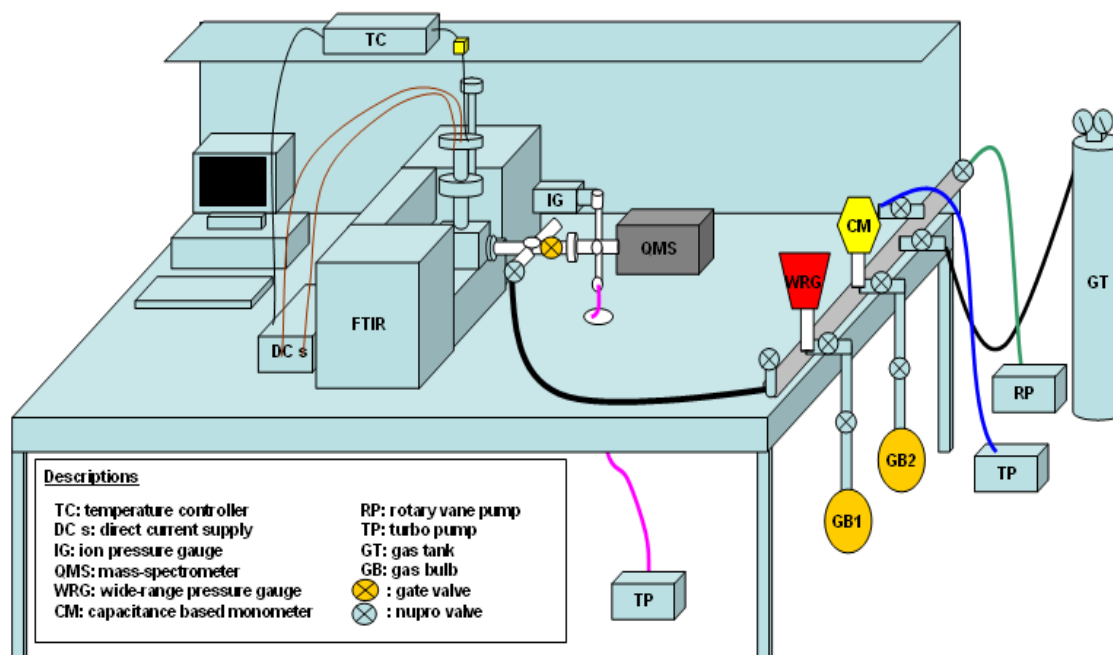 TC
IG
CM
QMS
WRG
GT
FTIR
DC s
RP
GB2
TP
GB1
TP
Descriptions
TC: temperature controller
DC s: direct current supply
IG: ion pressure gauge
QMS: mass-spectrometer
WRG: wide-range pressure gauge
CM: capacitance based monometer
RP: rotary vane pump
TP: turbo pump
GT: gas tank
GB: gas bulb
: gate valve
: nupro valve